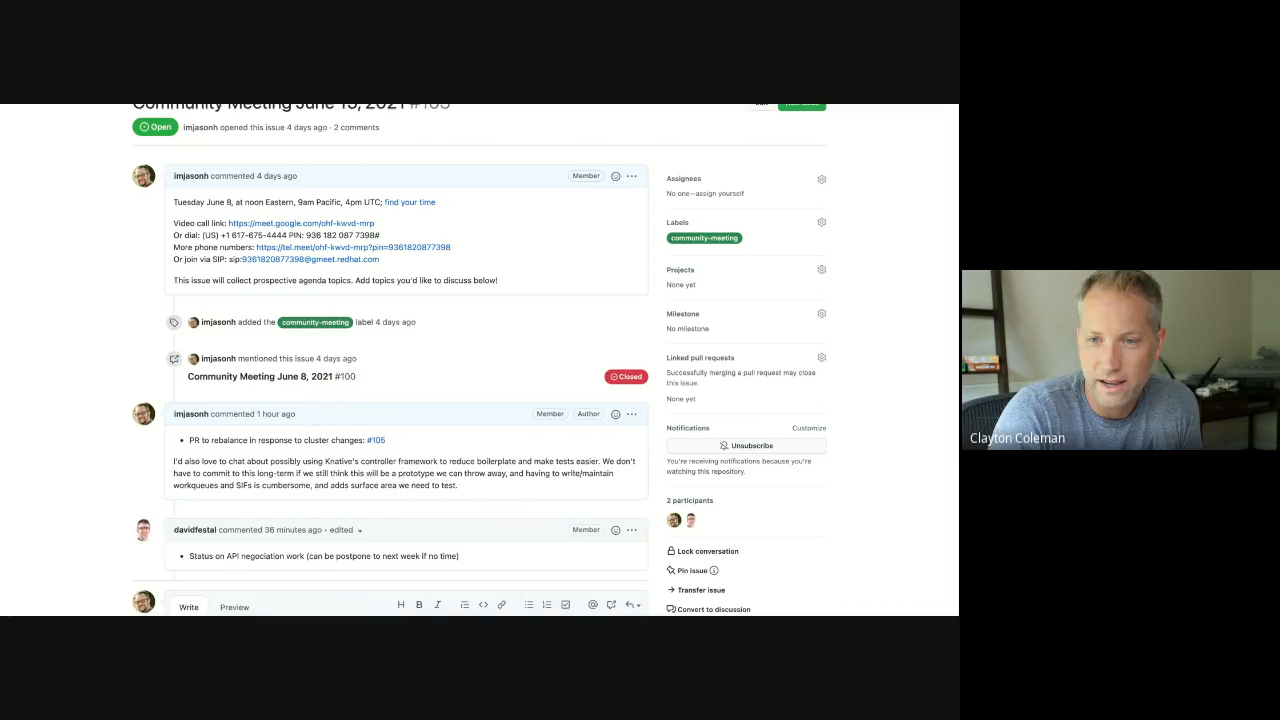 Community Meeting June 15, 2021
Open imjasonh opened this issue 4 days ago · 2 comments
imjasonh commented 4 days ago Member
Tuesday June 8, at noon Eastern, 9am Pacific, 4pm UTC; find your time
Video call link: https://meet.google.com/ohf-kwvd-mrp
Or dial: (US) +1 617-675-4444 PIN: 936 182 087 7398#
More phone numbers: https://tel.meet/ohf-kwvd-mrp?pin=9361820877398
Or join via SIP: sip:9361820877398@gmeet.redhat.com
This issue will collect prospective agenda topics. Add topics you'd like to discuss below!
imjasonh added the community-meeting label 4 days ago
imjasonh mentioned this issue 4 days ago
Community Meeting June 8, 2021 #100
Closed
imjasonh commented 1 hour ago Member Author
• PR to rebalance in response to cluster changes: #105
I'd also love to chat about possibly using Knative's controller framework to reduce boilerplate and make tests easier. We don't
have to commit to this long-term if we still think this will be a prototype we can throw away, and having to write/maintain
workqueues and SIFs is cumbersome, and adds surface area we need to test.
davidfestal commented 36 minutes ago · edited Member
• Status on API negociation work (can be postpone to next week if no time)
Write Preview
Assignees
No one—assign yourself
Labels
community-meeting
Projects
None yet
Milestone
No milestone
Linked pull requests
Successfully merging a pull request may close
this issue.
None yet
Notifications Customize
Unsubscribe
You're receiving notifications because you're
watching this repository.
2 participants
Lock conversation
Pin issue
Transfer issue
Convert to discussion
Clayton Coleman